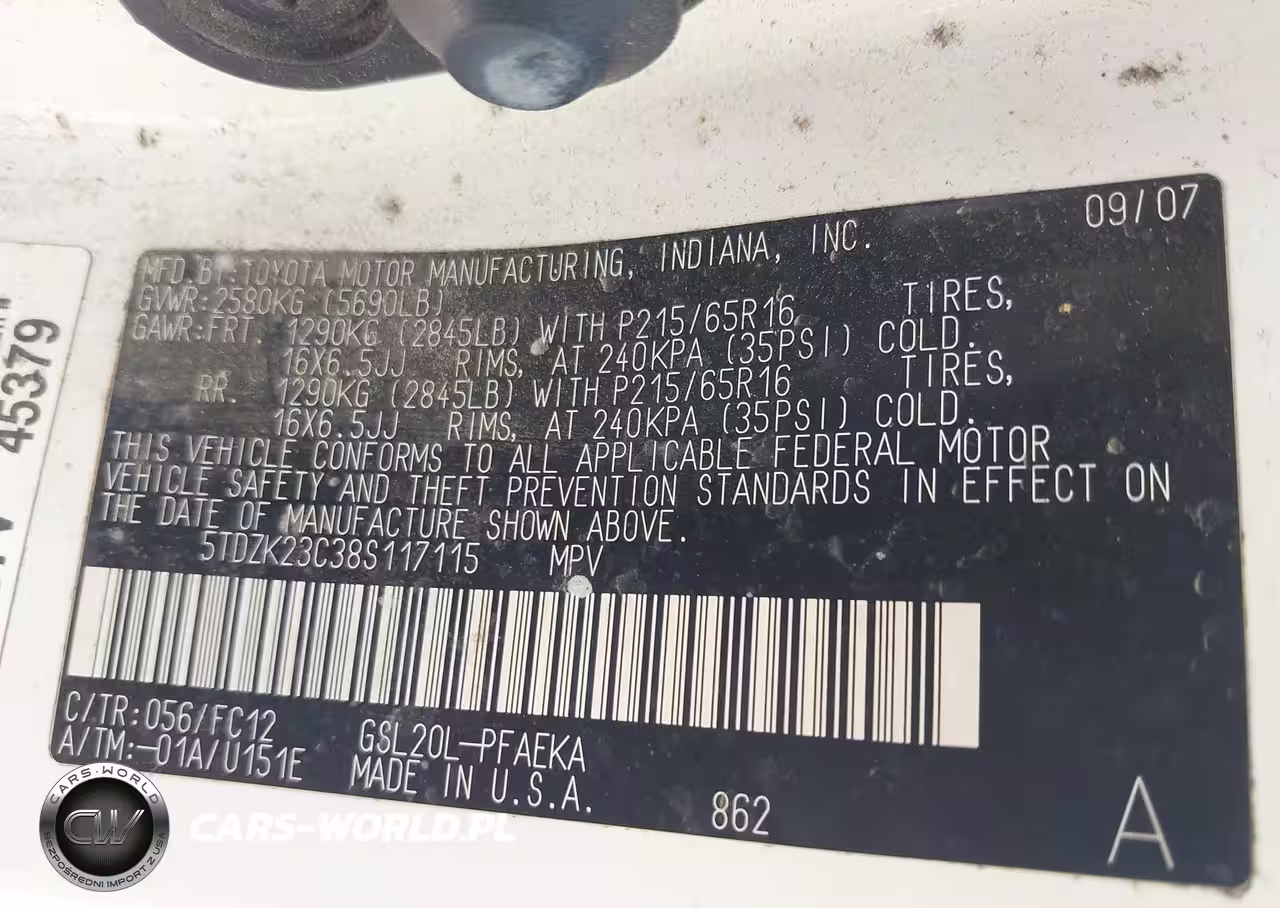 09/07
MFD.BY:TOYOTA MOTOR MANUFACTURING, INDIANA, INC.
GVWR:2580KG (5690LB)
GAWR:FRT. 1290KG (2845LB) WITH P215/65R16 TIRES,
16X6.5JJ RIMS, AT 240KPA (35PSI) COLD.
RR. 1290KG (2845LB) WITH P215/65R16 TIRES,
16X6.5JJ RIMS, AT 240KPA (35PSI) COLD.
THIS VEHICLE CONFORMS TO ALL APPLICABLE FEDERAL MOTOR
VEHICLE SAFETY AND THEFT PREVENTION STANDARDS IN EFFECT ON
THE DATE OF MANUFACTURE SHOWN ABOVE.
5TDZK23C38S117115 MPV
C/TR:056/FC12 GSL20L-PFAEKA
A/TM:-01A/U151E MADE IN U.S.A.
862
A
45379
CARS-WORLD
CW
BEZPOŚREDNI IMPORT Z USA
CARS-WORLD.PL